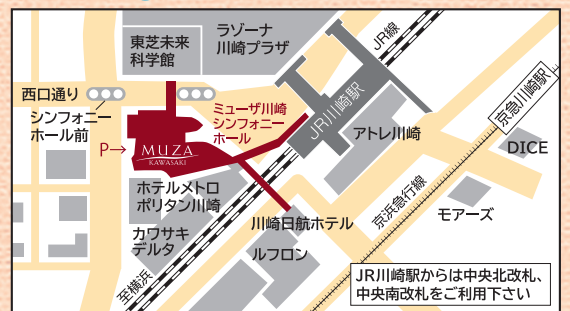 東芝未来
科学館
ラゾーナ
川崎プラザ
JR線
西口通り
シンフォニー
ホール前
ミューザ川崎
シンフォニー
ホール
JR川崎駅
京急川崎駅
P→
MUZA
KAWASAKI
アトレ川崎
DICE
ホテルメトロ
ポリタン川崎
京浜急行線
モアーズ
カワサキ
デルタ
川崎日航ホテル
ルフロン
至横浜
JR川崎駅からは中央北改札、
中央南改札をご利用下さい